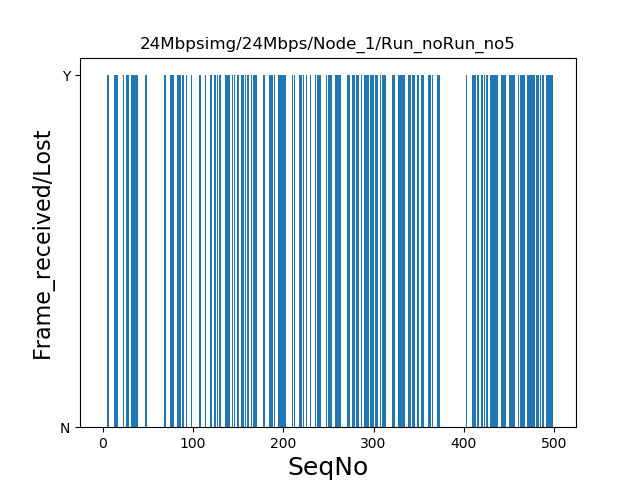 24Mbpsimg/24Mbps/Node_1/Run_noRun_no5
Y
Frame_received/Lost
N
0 100 200 300 400 500
SeqNo